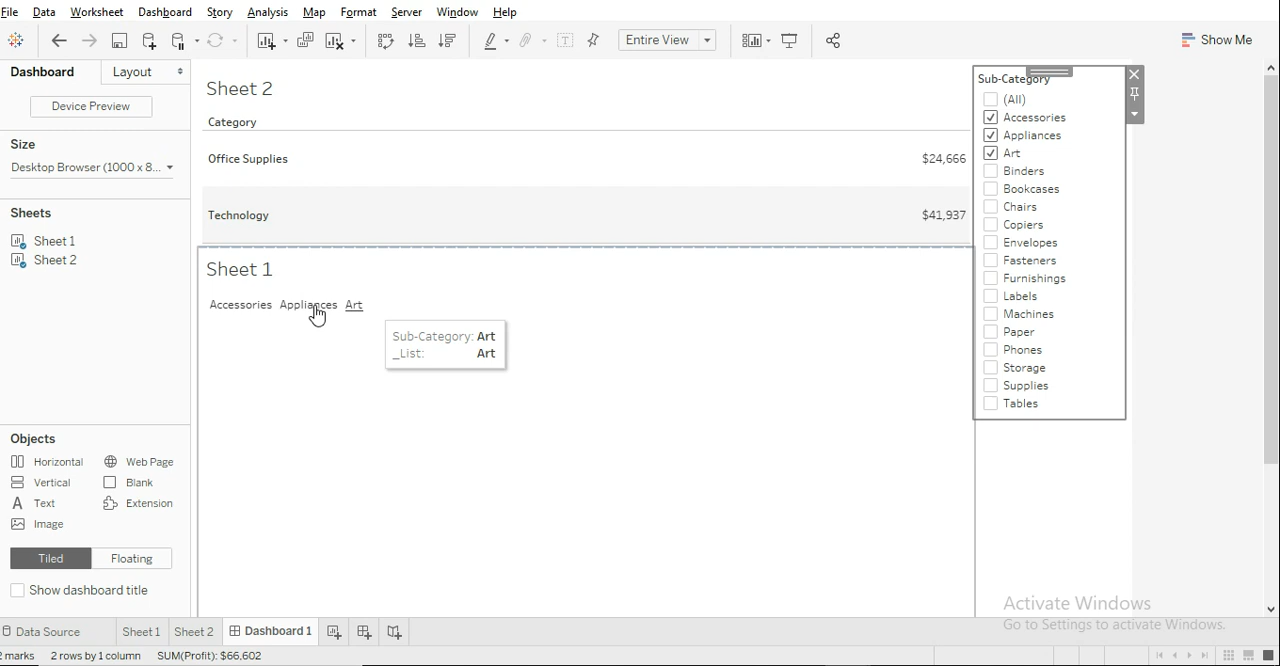 File Data Worksheet Dashboard Story Analysis Map Format Server Window Help
Entire View
Show Me
Dashboard Layout
Device Preview
Size
Desktop Browser (1000 x 8...
Sheets
Sheet 1
Sheet 2
Objects
Horizontal Web Page
Vertical Blank
Text Extension
Image
Tiled Floating
Show dashboard title
Sheet 2
Category
Office Supplies $24,666
Technology $41,937
Sheet 1
Accessories Appliances Art
Sub-Category: Art
_List: Art
Sub-Category
(All)
Accessories
Appliances
Art
Binders
Bookcases
Chairs
Copiers
Envelopes
Fasteners
Furnishings
Labels
Machines
Paper
Phones
Storage
Supplies
Tables
Activate Windows
Go to Settings to activate Windows.
Data Source Sheet 1 Sheet 2 Dashboard 1
2 marks 2 rows by 1 column SUM(Profit): $66,602